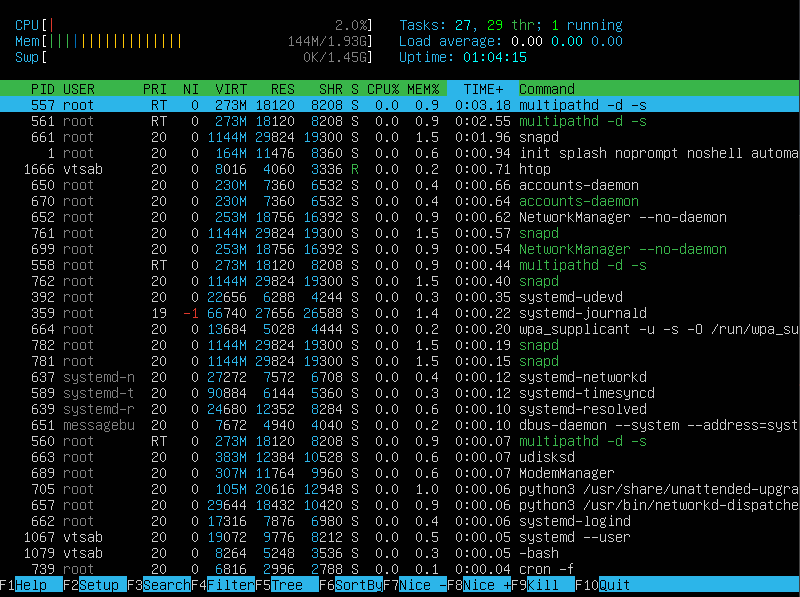 CPU[| 2.0%] Tasks: 27, 29 thr; 1 running
Mem[||||||||||||||||| 144M/1.93G] Load average: 0.00 0.00 0.00
Swp[ 0K/1.45G] Uptime: 01:04:15
PID USER PRI NI VIRT RES SHR S CPU% MEM% TIME+ Command
557 root RT 0 273M 18120 8208 S 0.0 0.9 0:03.18 multipathd -d -s
561 root RT 0 273M 18120 8208 S 0.0 0.9 0:02.55 multipathd -d -s
661 root 20 0 1144M 29824 19300 S 0.0 1.5 0:01.96 snapd
1 root 20 0 164M 11476 8360 S 0.0 0.6 0:00.94 init splash noprompt noshell automa
1666 vtsab 20 0 8016 4060 3336 R 0.0 0.2 0:00.71 htop
650 root 20 0 230M 7360 6532 S 0.0 0.4 0:00.66 accounts-daemon
670 root 20 0 230M 7360 6532 S 0.0 0.4 0:00.64 accounts-daemon
652 root 20 0 253M 18756 16392 S 0.0 0.9 0:00.62 NetworkManager --no-daemon
761 root 20 0 1144M 29824 19300 S 0.0 1.5 0:00.57 snapd
699 root 20 0 253M 18756 16392 S 0.0 0.9 0:00.54 NetworkManager --no-daemon
558 root RT 0 273M 18120 8208 S 0.0 0.9 0:00.44 multipathd -d -s
762 root 20 0 1144M 29824 19300 S 0.0 1.5 0:00.40 snapd
392 root 20 0 22656 6288 4244 S 0.0 0.3 0:00.35 systemd-udevd
359 root 19 -1 66740 27656 26588 S 0.0 1.4 0:00.22 systemd-journald
664 root 20 0 13684 5028 4444 S 0.0 0.2 0:00.20 wpa_supplicant -u -s -O /run/wpa_su
782 root 20 0 1144M 29824 19300 S 0.0 1.5 0:00.19 snapd
781 root 20 0 1144M 29824 19300 S 0.0 1.5 0:00.15 snapd
637 systemd-n 20 0 27272 7572 6708 S 0.0 0.4 0:00.12 systemd-networkd
589 systemd-t 20 0 90884 6144 5360 S 0.0 0.3 0:00.12 systemd-timesyncd
639 systemd-r 20 0 24680 12352 8284 S 0.0 0.6 0:00.10 systemd-resolved
651 messagebu 20 0 7672 4940 4040 S 0.0 0.2 0:00.10 dbus-daemon --system --address=syst
560 root RT 0 273M 18120 8208 S 0.0 0.9 0:00.07 multipathd -d -s
663 root 20 0 383M 12384 10528 S 0.0 0.6 0:00.07 udisksd
689 root 20 0 307M 11764 9960 S 0.0 0.6 0:00.07 ModemManager
705 root 20 0 105M 20616 12948 S 0.0 1.0 0:00.06 python3 /usr/share/unattended-upgra
657 root 20 0 29644 18432 10420 S 0.0 0.9 0:00.06 python3 /usr/bin/networkd-dispatche
662 root 20 0 17316 7876 6980 S 0.0 0.4 0:00.06 systemd-logind
1067 vtsab 20 0 19072 9776 8212 S 0.0 0.5 0:00.06 systemd --user
1079 vtsab 20 0 8264 5248 3536 S 0.0 0.3 0:00.05 -bash
739 root 20 0 6816 2996 2788 S 0.0 0.1 0:00.04 cron -f
F1Help F2Setup F3SearchF4FilterF5Tree F6SortByF7Nice -F8Nice +F9Kill F10Quit